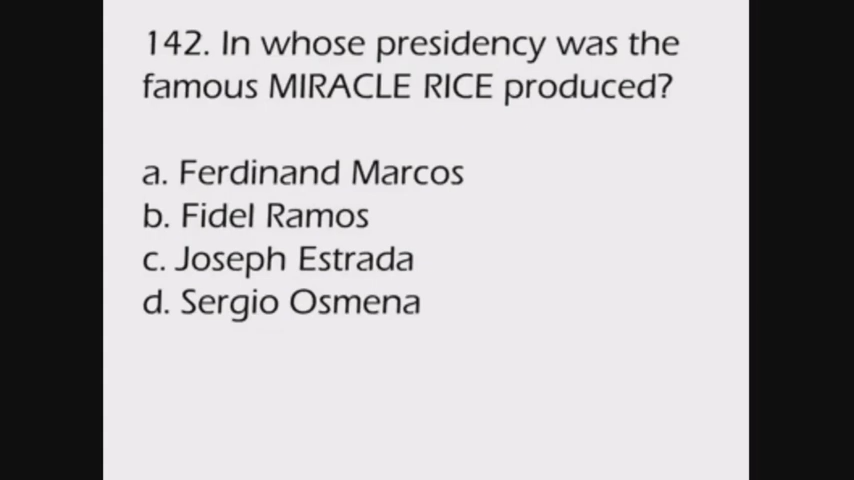 142. In whose presidency was the
famous MIRACLE RICE produced?
a. Ferdinand Marcos
b. Fidel Ramos
c. Joseph Estrada
d. Sergio Osmena